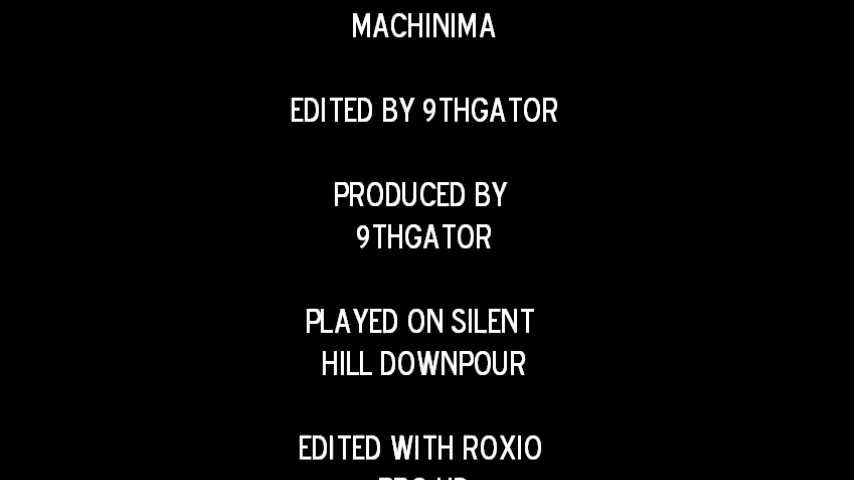 MACHINIMA
EDITED BY 9THGATOR
PRODUCED BY
9THGATOR
PLAYED ON SILENT
HILL DOWNPOUR
EDITED WITH ROXIO